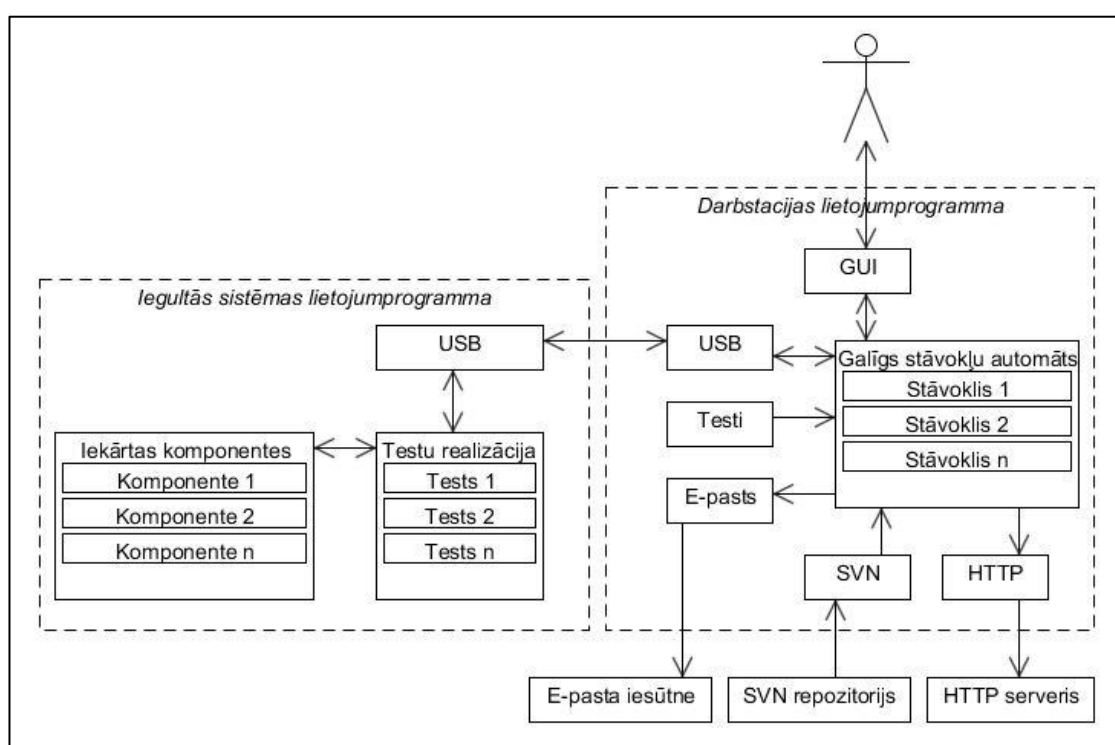 Darbstacijas lietojumprogramma
GUI
Iegultās sistēmas lietojumprogramma
USB
USB
Galīgs stāvokļu automāts
Stāvoklis 1
Stāvoklis 2
Stāvoklis n
Testi
E-pasts
Iekārtas komponentes
Komponente 1
Komponente 2
Komponente n
Testu realizācija
Tests 1
Tests 2
Tests n
SVN
HTTP
E-pasta iesūtne
SVN repozitorijs
HTTP serveris